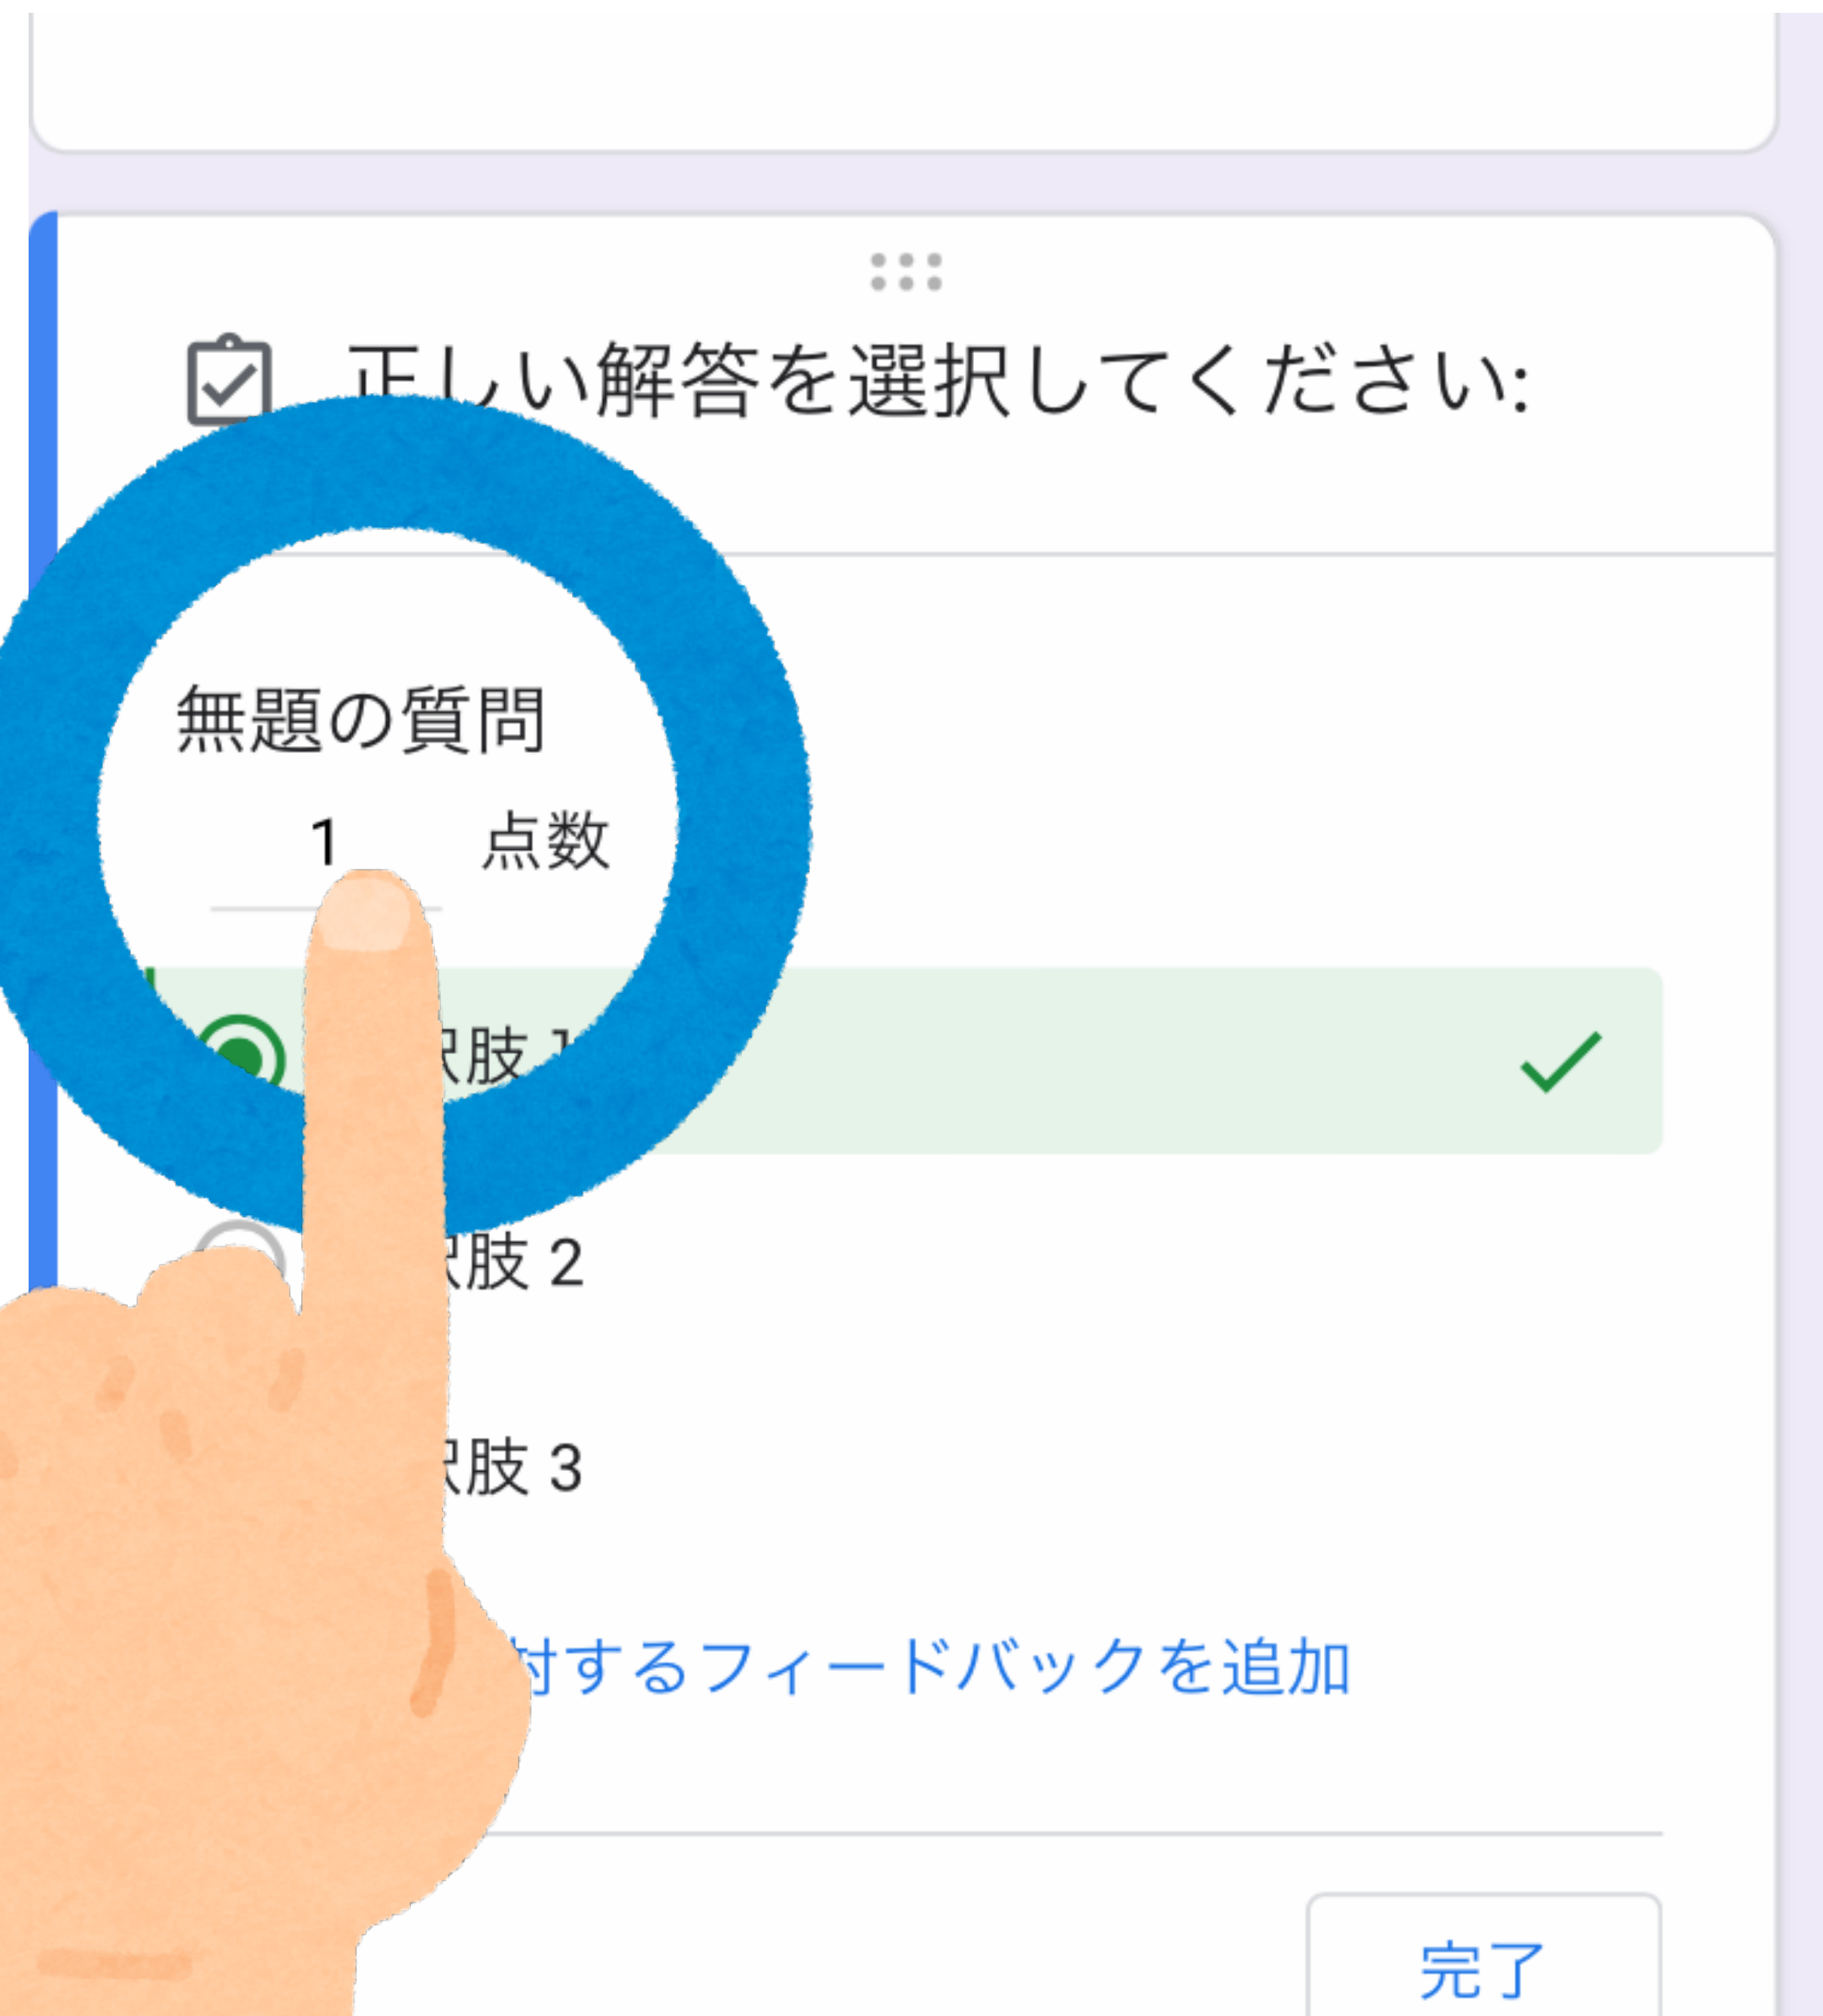 正しい解答を選択してください:
無題の質問
1 点数
肢 1
肢 2
肢 3
するフィードバックを追加
完了